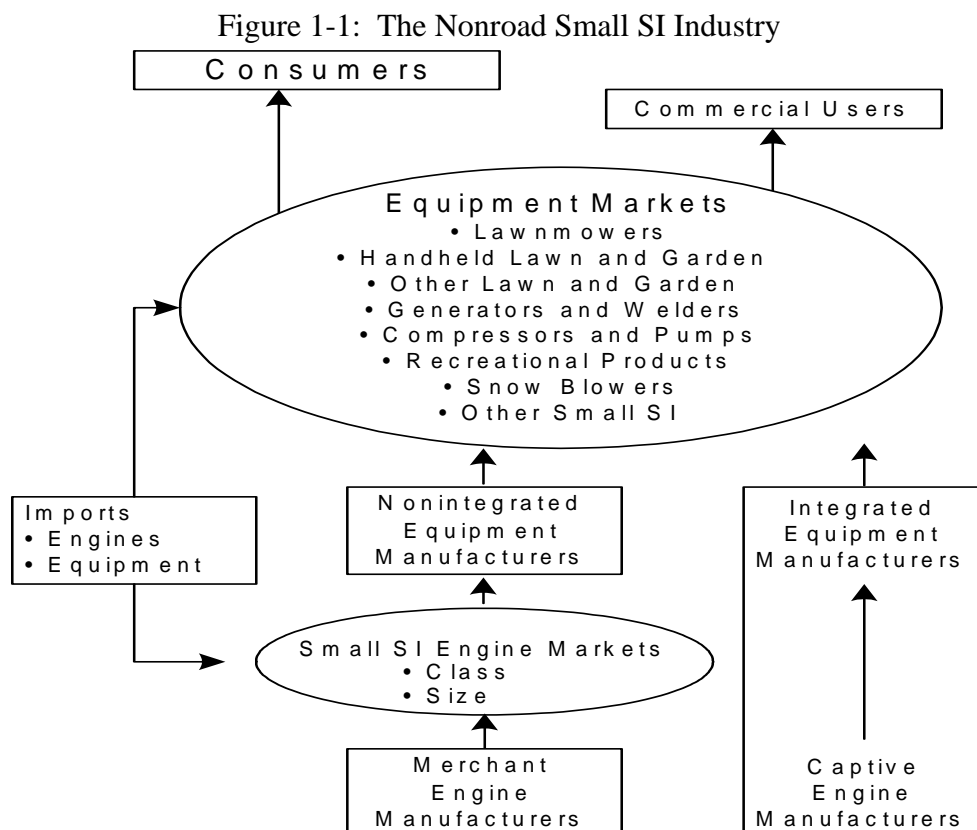 Figure 1-1: The Nonroad Small SI Industry
Consumers
Commercial Users
Equipment Markets
• Lawnmowers
• Handheld Lawn and Garden
• Other Lawn and Garden
• Generators and Welders
• Compressors and Pumps
• Recreational Products
• Snow Blowers
• Other Small SI
Imports
• Engines
• Equipment
Nonintegrated
Equipment
Manufacturers
Integrated
Equipment
Manufacturers
Small SI Engine Markets
• Class
• Size
Merchant
Engine
Manufacturers
Captive
Engine
Manufacturers